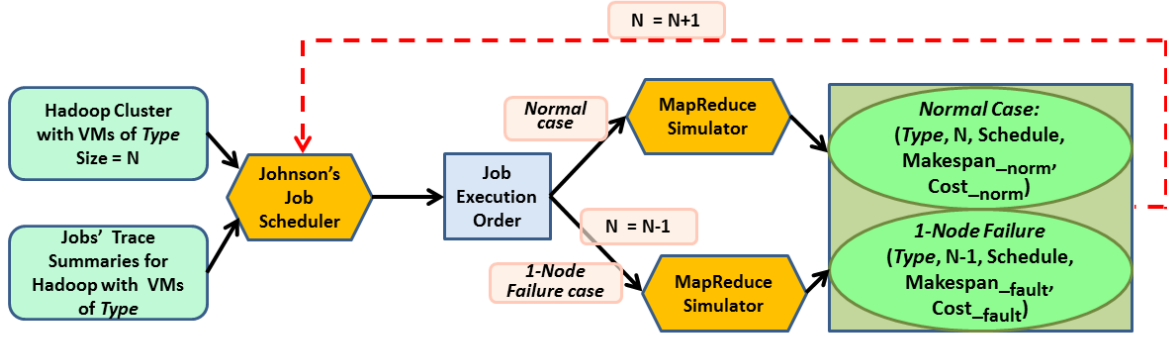 N = N+1
Hadoop Cluster
with VMs of Type
Size = N
Jobs' Trace
Summaries for
Hadoop with VMs
of Type
Johnson's
Job
Scheduler
Job
Execution
Order
Normal
case
N = N-1
1-Node
Failure case
MapReduce
Simulator
MapReduce
Simulator
Normal Case:
(Type, N, Schedule,
Makespan_norm,
Cost_norm)
1-Node Failure
(Type, N-1, Schedule,
Makespan_fault,
Cost_fault)